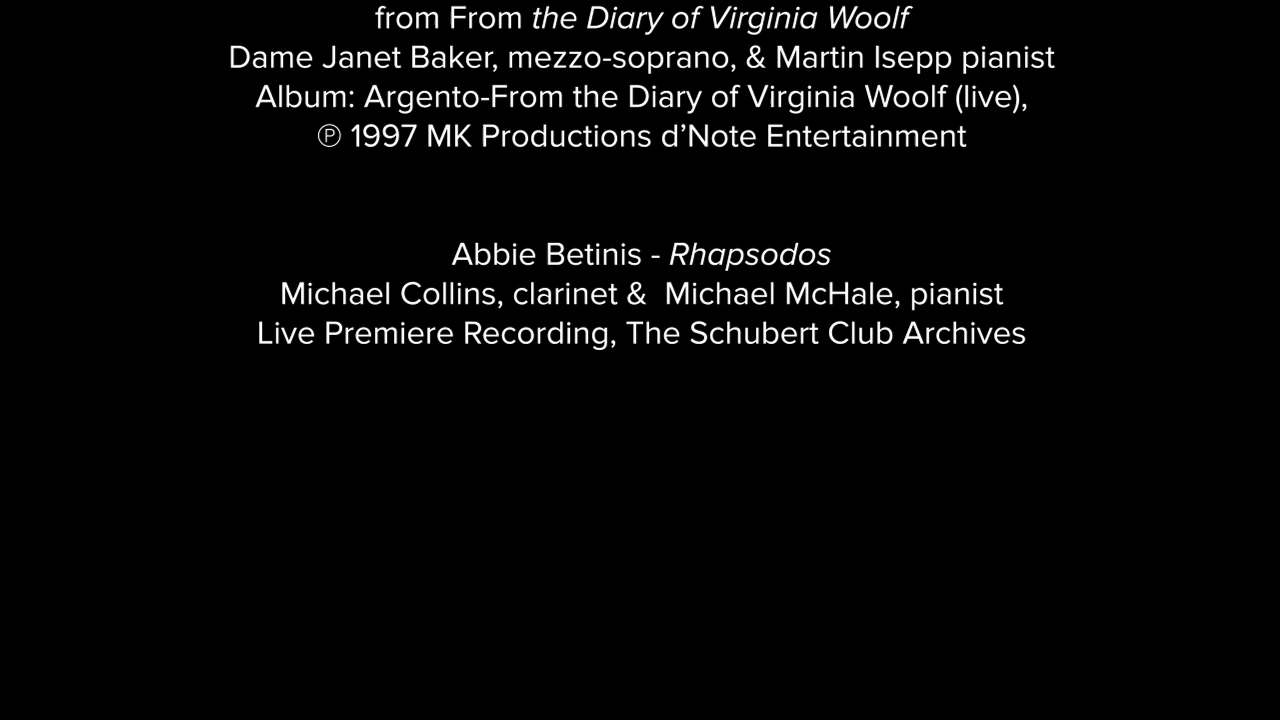 from From the Diary of Virginia Woolf
Dame Janet Baker, mezzo-soprano, & Martin Isepp pianist
Album: Argento-From the Diary of Virginia Woolf (live),
℗ 1997 MK Productions d’Note Entertainment
Abbie Betinis - Rhapsodos
Michael Collins, clarinet &  Michael McHale, pianist
Live Premiere Recording, The Schubert Club Archives